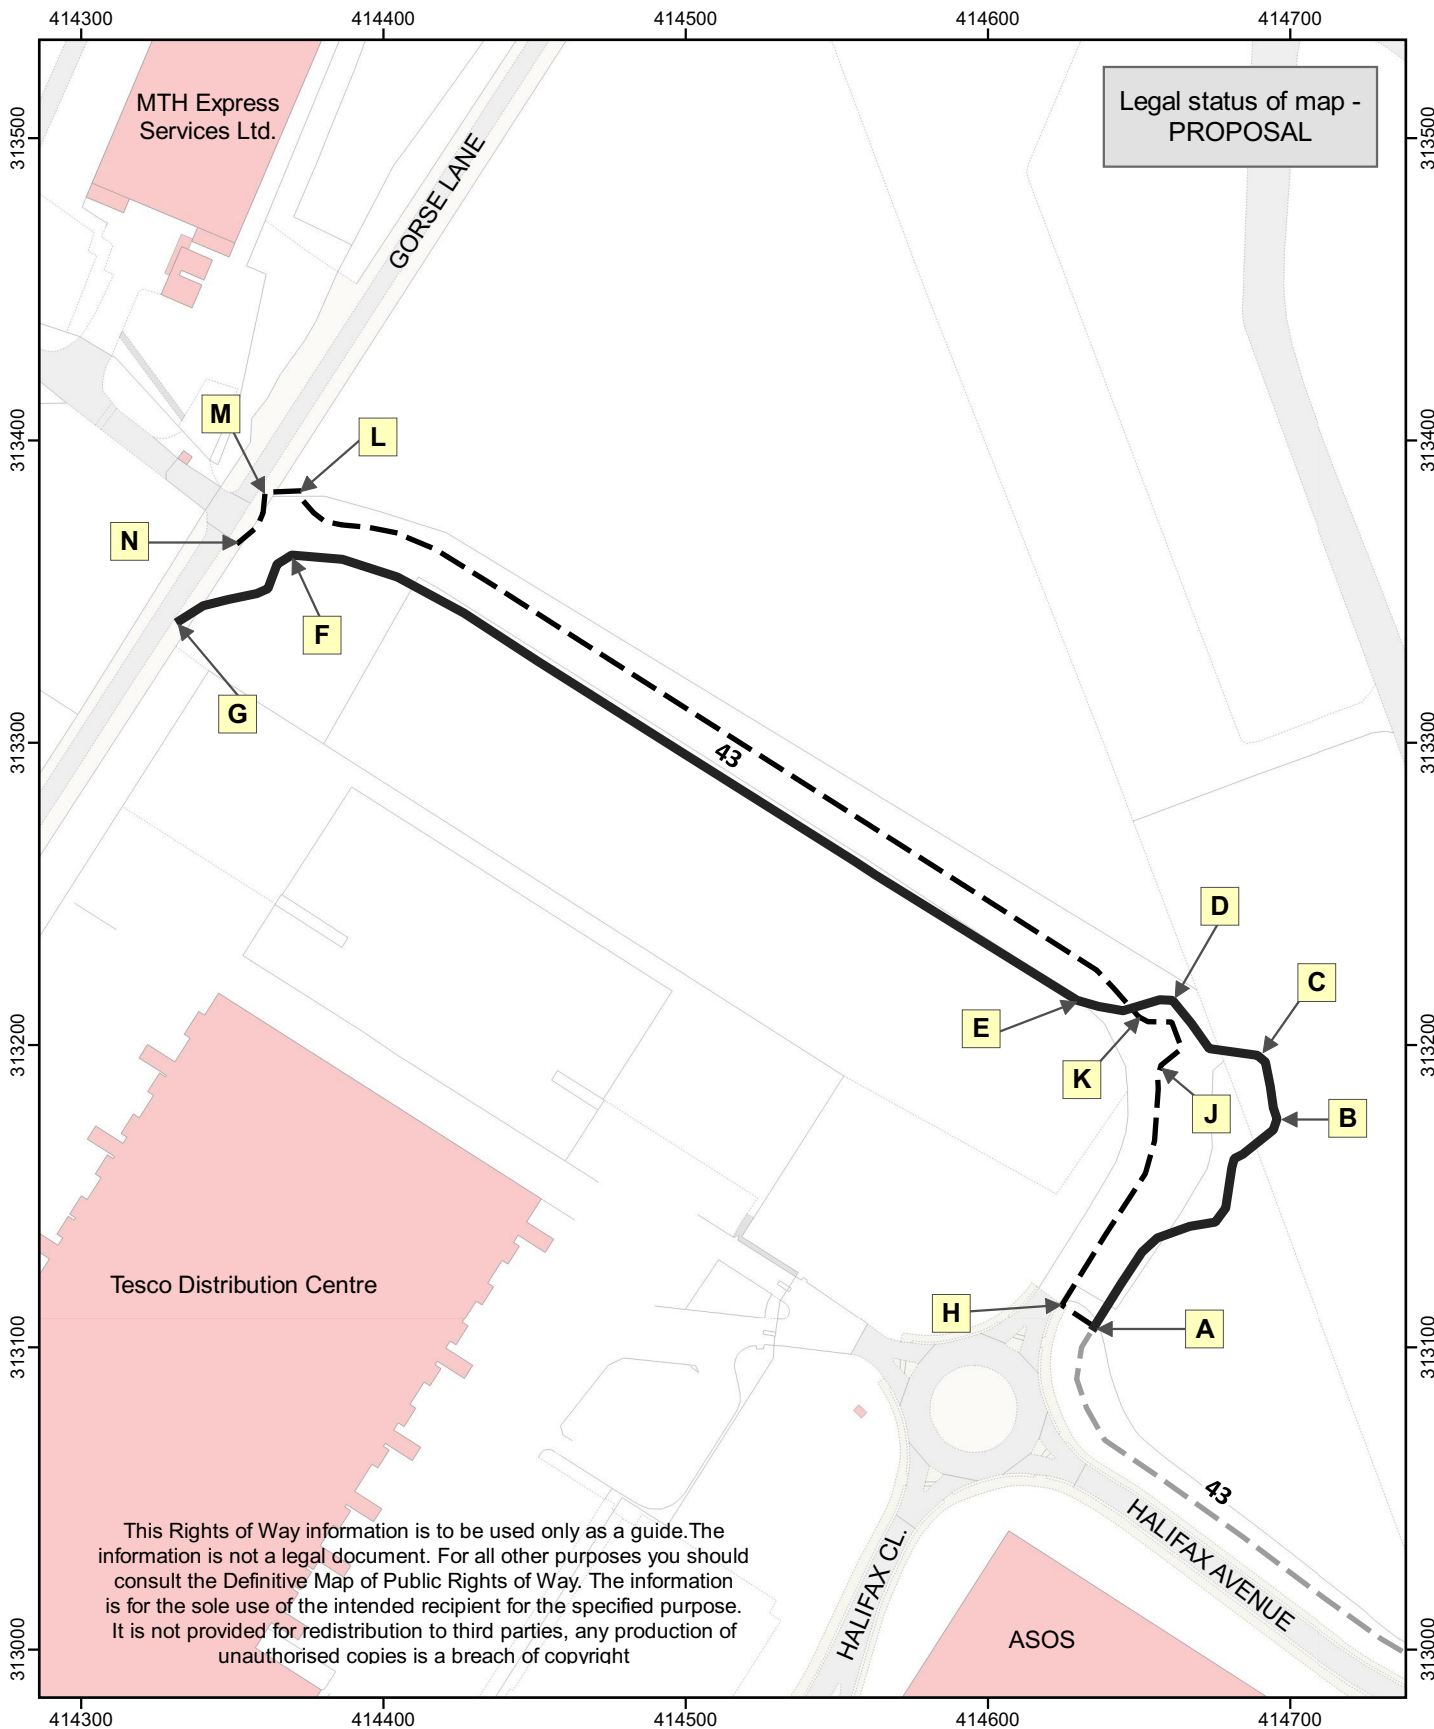 414300
414400
414500
414600
414700
MTH Express
Services Ltd.
Legal status of map -
PROPOSAL
313500
313500
GORSE LANE
M
L
313400
313400
N
F
G
313300
313300
43
D
C
E
K
J
B
313200
313200
Tesco Distribution Centre
H
A
313100
313100
43
HALIFAX AVENUE
HALIFAX CL.
ASOS
This Rights of Way information is to be used only as a guide.The
information is not a legal document. For all other purposes you should
consult the Definitive Map of Public Rights of Way. The information
is for the sole use of the intended recipient for the specified purpose.
It is not provided for redistribution to third parties, any production of
unauthorised copies is a breach of copyright
313000
313000
414300
414400
414500
414600
414700